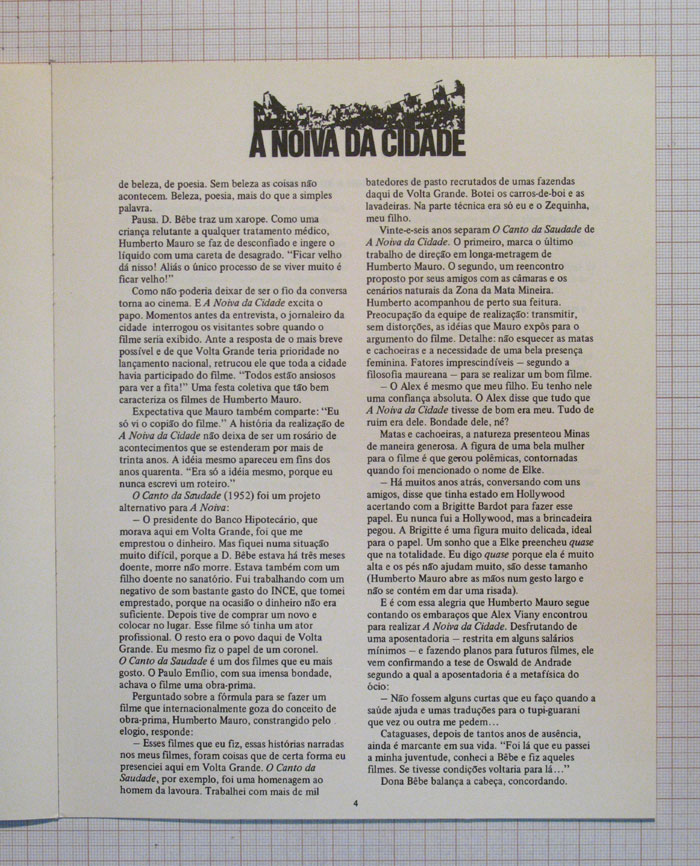 A NOIVA DA CIDADE
de beleza, de poesia. Sem beleza as coisas não
acontecem. Beleza, poesia, mais do que a simples
palavra.
Pausa. D. Bêbe traz um xarope. Como uma
criança relutante a qualquer tratamento médico,
Humberto Mauro se faz de desconfiado e ingere o
líquido com uma careta de desagrado. “Ficar velho
dá nisso! Aliás o único processo de se viver muito é
ficar velho!”
Como não poderia deixar de ser o fio da conversa
torna ao cinema. E A Noiva da Cidade excita o
papo. Momentos antes da entrevista, o jornaleiro da
cidade interrogou os visitantes sobre quando o
filme seria exibido. Ante a resposta de o mais breve
possível e de que Volta Grande teria prioridade no
lançamento nacional, retrucou ele que toda a cidade
havia participado do filme. “Todos estão ansiosos
para ver a fita!” Uma festa coletiva que tão bem
caracteriza os filmes de Humberto Mauro.
Expectativa que Mauro também comparte: “Eu
só vi o copião do filme.” A história da realização de
A Noiva da Cidade não deixa de ser um rosário de
acontecimentos que se estenderam por mais de
trinta anos. A idéia mesmo apareceu em fins dos
anos quarenta. “Era só a idéia mesmo, porque eu
nunca escrevi um roteiro.”
O Canto da Saudade (1952) foi um projeto
alternativo para A Noiva:
— O presidente do Banco Hipotecário, que
morava aqui em Volta Grande, foi que me
emprestou o dinheiro. Mas fiquei numa situação
muito difícil, porque a D. Bêbe estava há três meses
doente, morre não morre. Estava também com um
filho doente no sanatório. Fui trabalhando com um
negativo de som bastante gasto do INCE, que tomei
emprestado, porque na ocasião o dinheiro não era
suficiente. Depois tive de comprar um novo e
colocar no lugar. Esse filme só tinha um ator
profissional. O resto era o povo daqui de Volta
Grande. Eu mesmo fiz o papel de um coronel.
O Canto da Saudade é um dos filmes que eu mais
gosto. O Paulo Emílio, com sua imensa bondade,
achava o filme uma obra-prima.
Perguntado sobre a fórmula para se fazer um
filme que internacionalmente goza do conceito de
obra-prima, Humberto Mauro, constrangido pelo
elogio, responde:
— Esses filmes que eu fiz, essas histórias narradas
nos meus filmes, foram coisas que de certa forma eu
presenciei aqui em Volta Grande. O Canto da
Saudade, por exemplo, foi uma homenagem ao
homem da lavoura. Trabalhei com mais de mil
batedores de pasto recrutados de umas fazendas
daqui de Volta Grande. Botei os carros-de-boi e as
lavadeiras. Na parte técnica era só eu e o Zequinha,
meu filho.
Vinte-e-seis anos separam O Canto da Saudade de
A Noiva da Cidade. O primeiro, marca o último
trabalho de direção em longa-metragem de
Humberto Mauro. O segundo, um reencontro
proposto por seus amigos com as câmaras e os
cenários naturais da Zona da Mata Mineira.
Humberto acompanhou de perto sua feitura.
Preocupação da equipe de realização: transmitir,
sem distorções, as idéias que Mauro expôs para o
argumento do filme. Detalhe: não esquecer as matas
e cachoeiras e a necessidade de uma bela presença
feminina. Fatores imprescindíveis — segundo a
filosofia maureana — para se realizar um bom filme.
— O Alex é mesmo que meu filho. Eu tenho nele
uma confiança absoluta. O Alex disse que tudo que
A Noiva da Cidade tivesse de bom era meu. Tudo de
ruim era dele. Bondade dele, né?
Matas e cachoeiras, a natureza presenteou Minas
de maneira generosa. A figura de uma bela mulher
para o filme é que gerou polêmicas, contornadas
quando foi mencionado o nome de Elke.
— Há muitos anos atrás, conversando com uns
amigos, disse que tinha estado em Hollywood
acertando com a Brigitte Bardot para fazer esse
papel. Eu nunca fui a Hollywood, mas a brincadeira
pegou. A Brigitte é uma figura muito delicada, ideal
para o papel. Um sonho que a Elke preencheu quase
que na totalidade. Eu digo quase porque ela é muito
alta e os pés não ajudam muito, são desse tamanho
(Humberto Mauro abre as mãos num gesto largo e
não se contém em dar uma risada).
E é com essa alegria que Humberto Mauro segue
contando os embaraços que Alex Viany encontrou
para realizar A Noiva da Cidade. Desfrutando de
uma aposentadoria — restrita em alguns salários
mínimos — e fazendo planos para futuros filmes, ele
vem confirmando a tese de Oswald de Andrade
segundo a qual a aposentadoria é a metafísica do
ócio:
— Não fossem alguns curtas que eu faço quando a
saúde ajuda e umas traduções para o tupi-guarani
que vez ou outra me pedem...
Cataguases, depois de tantos anos de ausência,
ainda é marcante em sua vida. “Foi lá que eu passei
a minha juventude, conheci a Bêbe e fiz aqueles
filmes. Se tivesse condições voltaria para lá...”
Dona Bêbe balança a cabeça, concordando.
4